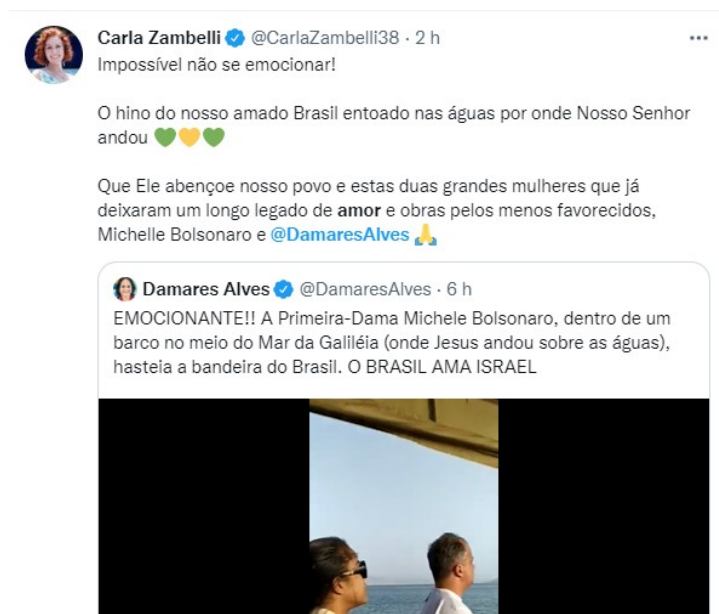 Carla Zambelli @CarlaZambelli38 · 2 h
Impossível não se emocionar!
O hino do nosso amado Brasil entoado nas águas por onde Nosso Senhor
andou 💚💛💚
Que Ele abençoe nosso povo e estas duas grandes mulheres que já
deixaram um longo legado de amor e obras pelos menos favorecidos,
Michelle Bolsonaro e @DamaresAlves 🙏
Damares Alves @DamaresAlves · 6 h
EMOCIONANTE!! A Primeira-Dama Michele Bolsonaro, dentro de um
barco no meio do Mar da Galiléia (onde Jesus andou sobre as águas),
hasteia a bandeira do Brasil. O BRASIL AMA ISRAEL